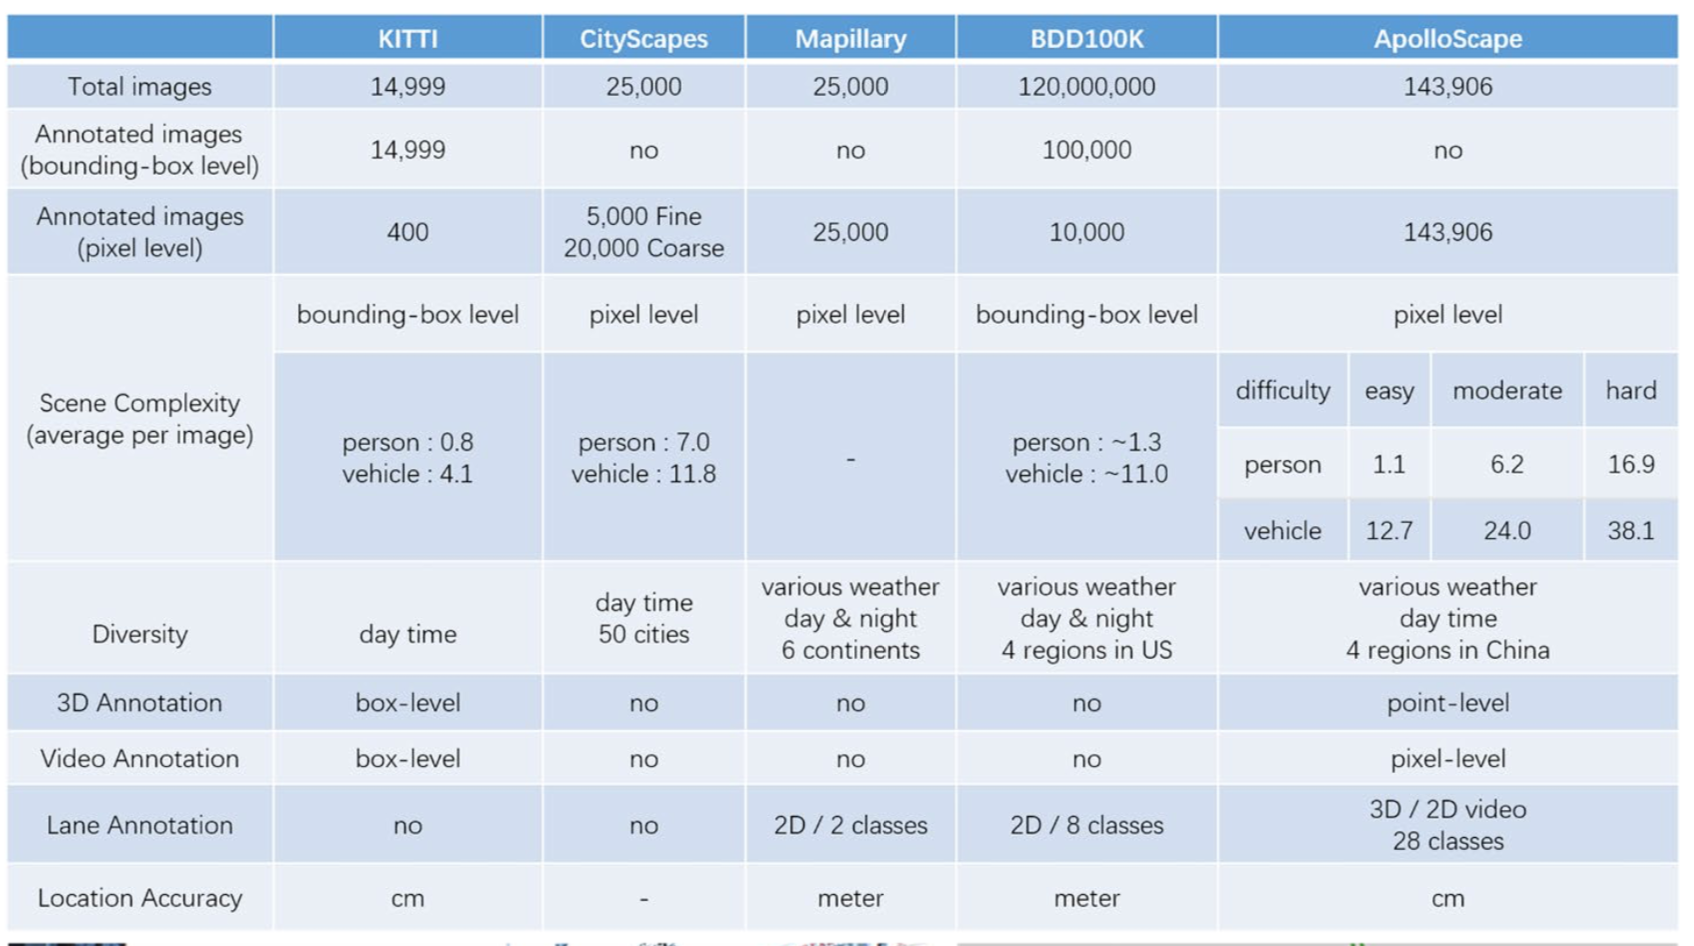 KITTI CityScapes Mapillary BDD100K ApolloScape
Total images 14,999 25,000 25,000 120,000,000 143,906
Annotated images
(bounding-box level) 14,999 no no 100,000 no
Annotated images
(pixel level) 400 5,000 Fine
20,000 Coarse 25,000 10,000 143,906
Scene Complexity
(average per image)
bounding-box level pixel level pixel level bounding-box level pixel level
person : 0.8
vehicle : 4.1
person : 7.0
vehicle : 11.8
-
person : ~1.3
vehicle : ~11.0
difficulty easy moderate hard
person 1.1 6.2 16.9
vehicle 12.7 24.0 38.1
Diversity
day time
day time
50 cities
various weather
day & night
6 continents
various weather
day & night
4 regions in US
various weather
day time
4 regions in China
3D Annotation box-level no no no point-level
Video Annotation box-level no no no pixel-level
Lane Annotation no no 2D / 2 classes 2D / 8 classes 3D / 2D video
28 classes
Location Accuracy cm - meter meter cm